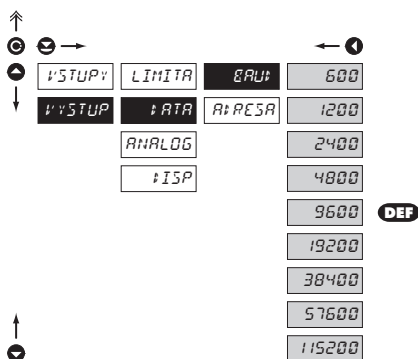 VSTUPY LIMITA BAUD 600
VYSTUP DATA ADRESA 1200
ANALOG 2400
DISP 4800
9600 DEF
19200
38400
57600
115200